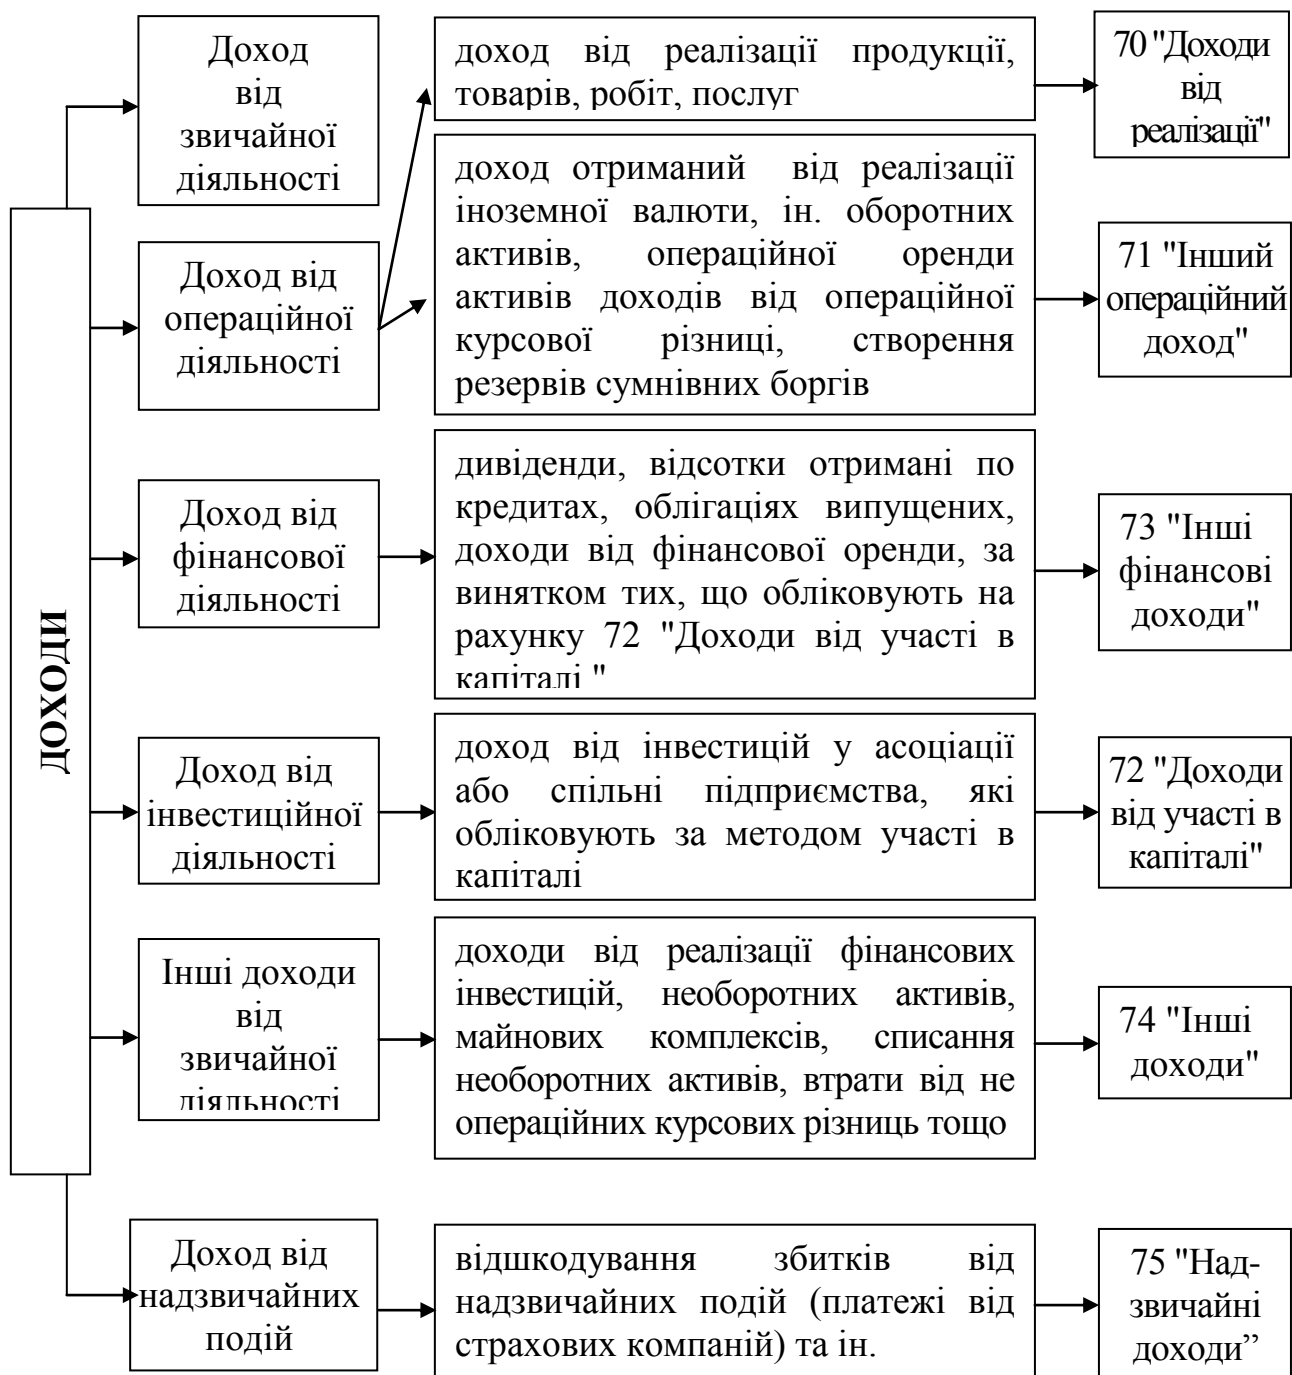 ДОХОДИ
Доход
від
звичайної
діяльності
Доход від
операційної
діяльності
доход від реалізації продукції,
товарів, робіт, послуг
70 "Доходи
від
реалізації"
доход отриманий від реалізації
іноземної валюти, ін. оборотних
активів, операційної оренди
активів доходів від операційної
курсової різниці, створення
резервів сумнівних боргів
71 "Інший
операційний
доход"
Доход від
фінансової
діяльності
дивіденди, відсотки отримані по
кредитах, облігаціях випущених,
доходи від фінансової оренди, за
винятком тих, що обліковують на
рахунку 72 "Доходи від участі в
капіталі "
73 "Інші
фінансові
доходи"
Доход від
інвестиційної
діяльності
доход від інвестицій у асоціації
або спільні підприємства, які
обліковують за методом участі в
капіталі
72 "Доходи
від участі в
капіталі"
Інші доходи
від
звичайної
діяльності
доходи від реалізації фінансових
інвестицій, необоротних активів,
майнових комплексів, списання
необоротних активів, втрати від не
операційних курсових різниць тощо
74 "Інші
доходи"
Доход від
надзвичайних
подій
відшкодування збитків від
надзвичайних подій (платежі від
страхових компаній) та ін.
75 "Над-
звичайні
доходи”